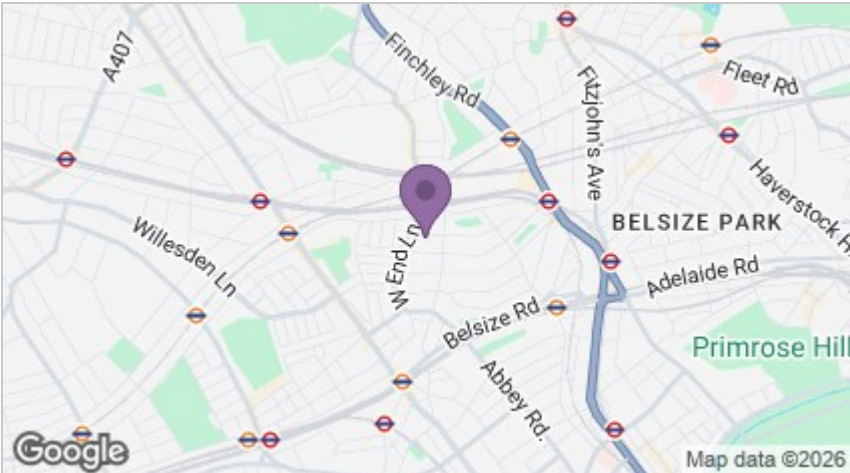 A407
Finchley Rd
Fitzjohn's Ave
Fleet Rd
Haverstock H
BELSIZE PARK
Willesden Ln
W End Ln
Adelaide Rd
Belsize Rd
Primrose Hill
Abbey Rd.
Google
Map data ©2026